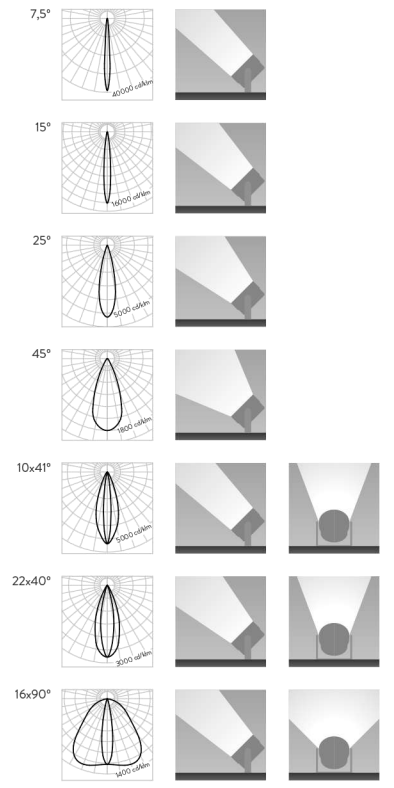 7,5°
40000 cd/klm
15°
16000 cd/klm
25°
5000 cd/klm
45°
1800 cd/klm
10x41°
5000 cd/klm
22x40°
3000 cd/klm
16x90°
1400 cd/klm